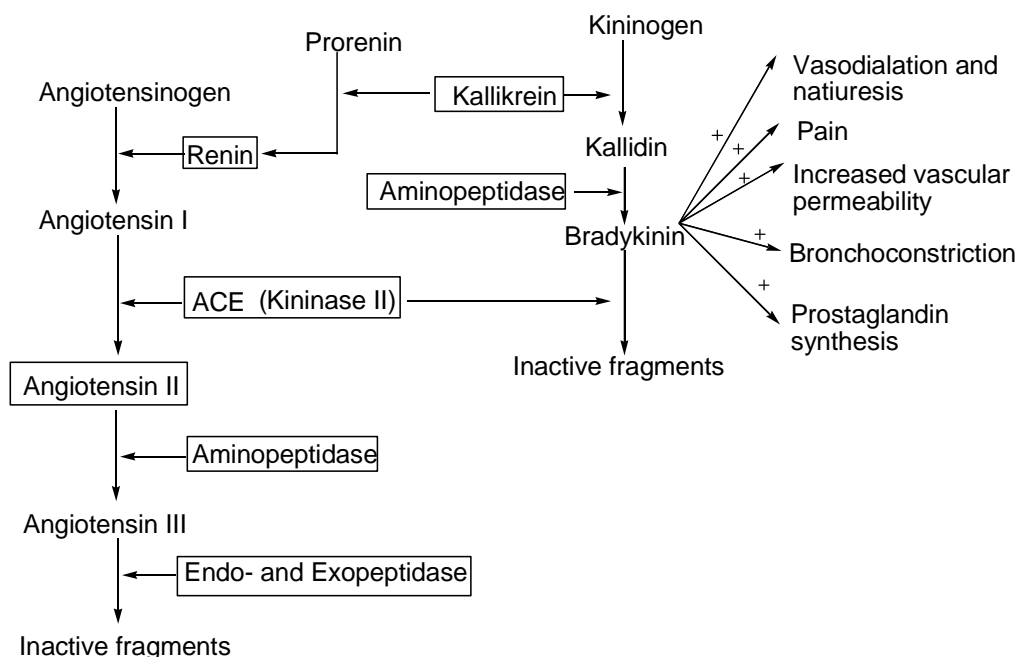 Kininogen
Prorenin
Vasodialation and
natiuresis
Angiotensinogen
Kallikrein
+
Pain
Kallidin
+
Renin
+
Increased vascular
permeability
Aminopeptidase
Angiotensin I
Bradykinin
+
Bronchoconstriction
+
ACE (Kininase II)
Prostaglandin
synthesis
Inactive fragments
Angiotensin II
Aminopeptidase
Angiotensin III
Endo- and Exopeptidase
Inactive fragments